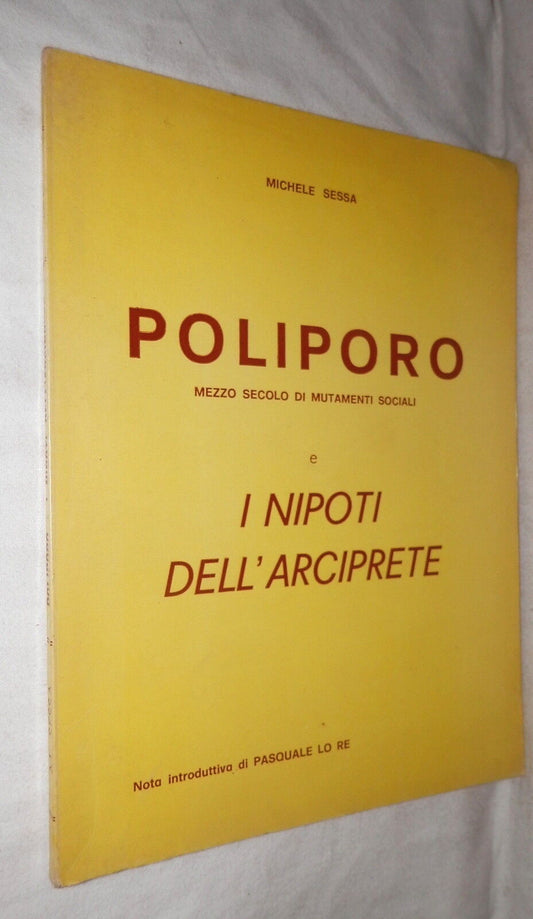 MICHELE SESSA
POLIPORO
MEZZO SECOLO DI MUTAMENTI SOCIALI
e
I NIPOTI
DELL'ARCIPRETE
Nota introduttiva di PASQUALE LO RE